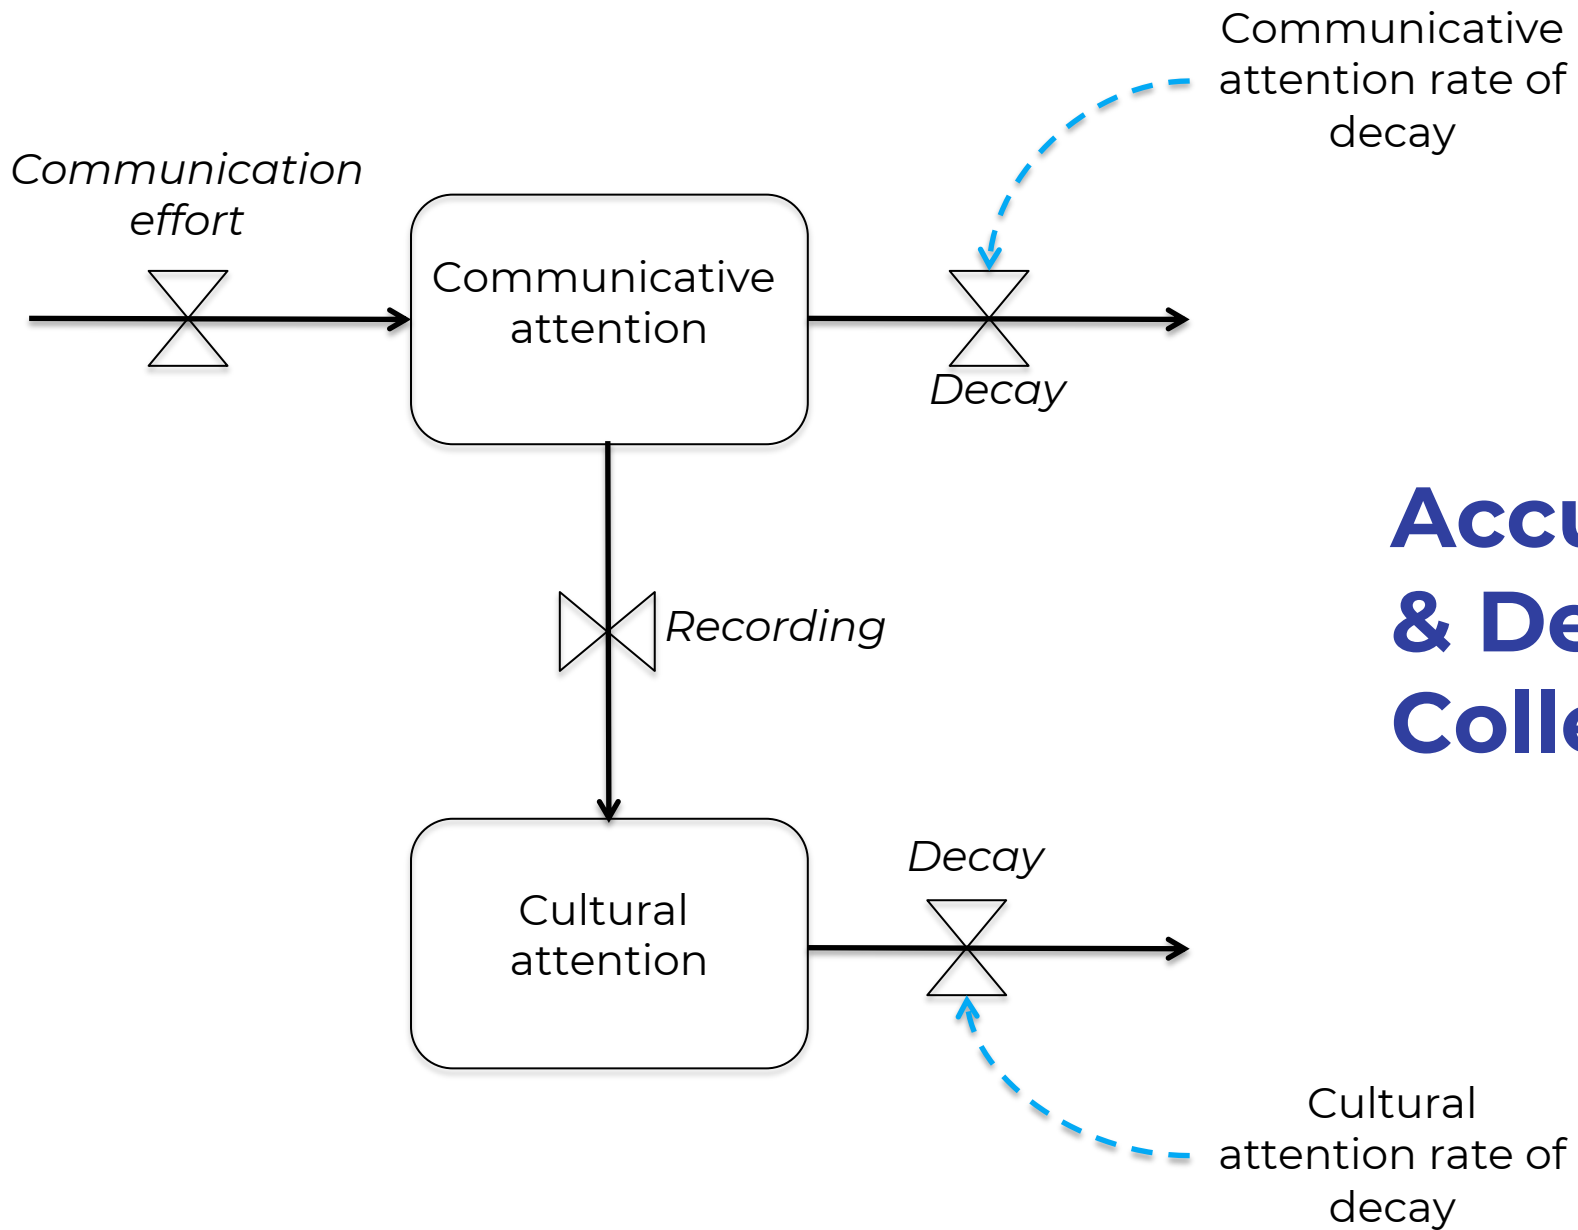 Communicative
attention rate of
decay
Communication
effort
Communicative
attention
Decay
Recording
Cultural
attention
Decay
Cultural
attention rate of
decay
&